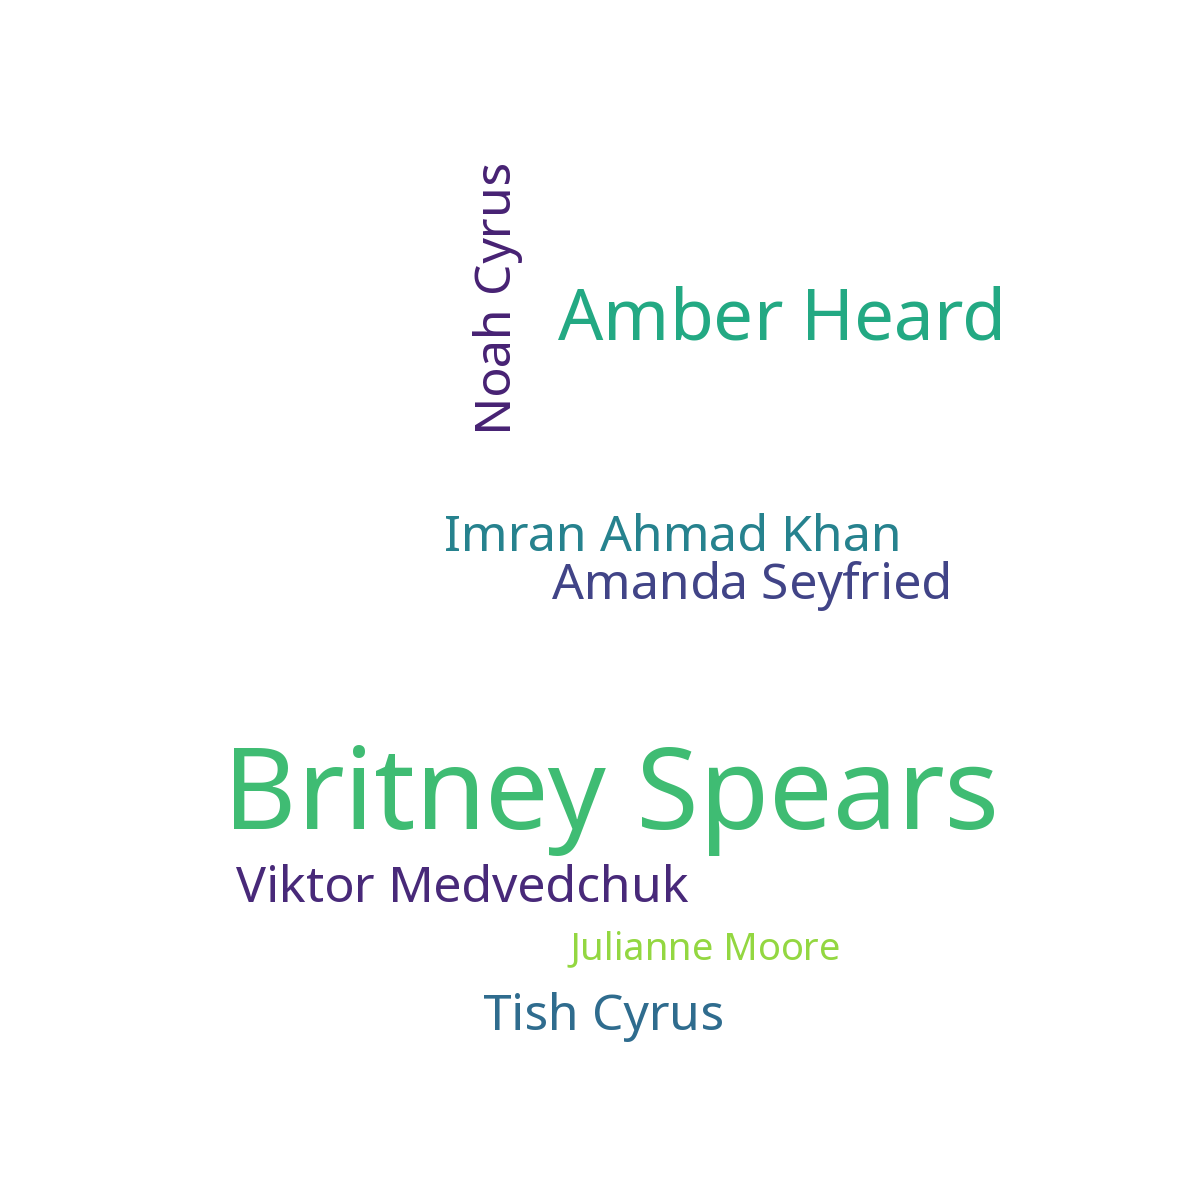 Noah Cyrus
Amber Heard
Imran Ahmad Khan
Amanda Seyfried
Britney Spears
Viktor Medvedchuk
Julianne Moore
Tish Cyrus